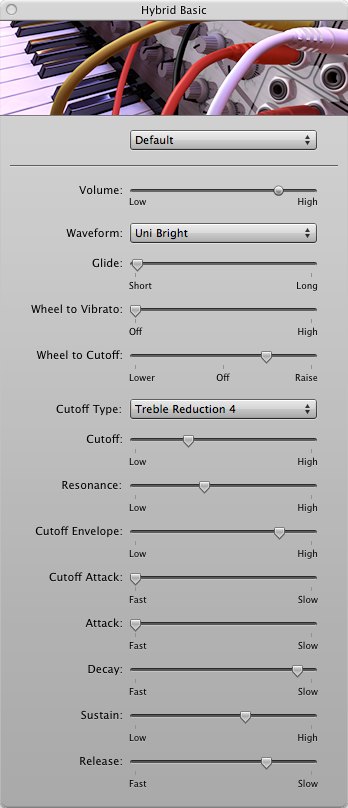 Hybrid Basic
Default
Volume:
Low High
Waveform: Uni Bright
Glide:
Short Long
Wheel to Vibrato:
Off High
Wheel to Cutoff:
Lower Off Raise
Cutoff Type: Treble Reduction 4
Cutoff:
Low High
Resonance:
Low High
Cutoff Envelope:
Low High
Cutoff Attack:
Fast Slow
Attack:
Fast Slow
Decay:
Fast Slow
Sustain:
Low High
Release:
Fast Slow